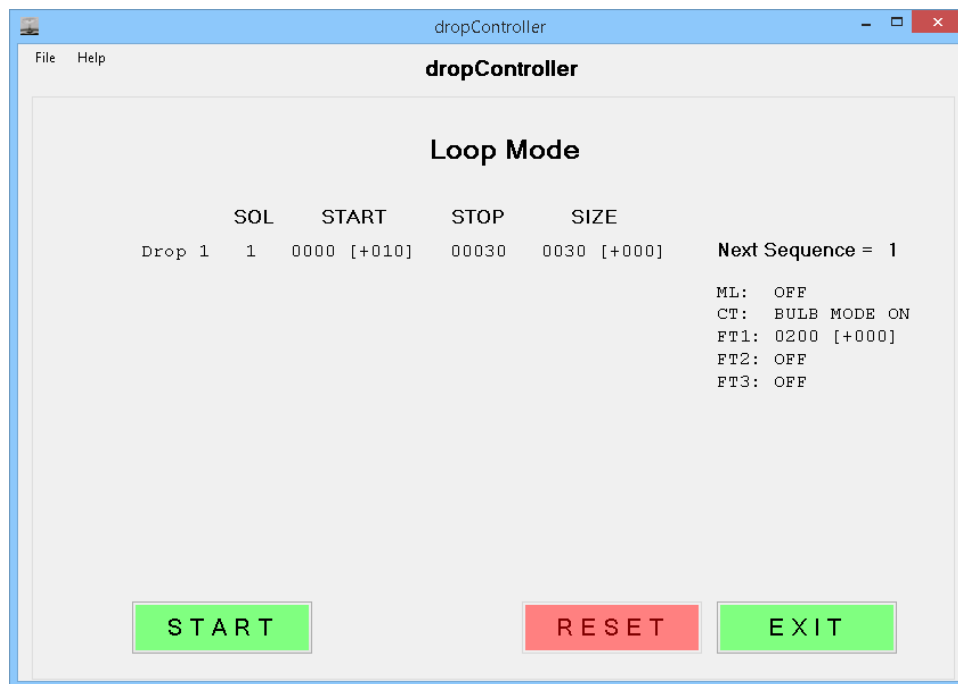 dropController
File Help
dropController
Loop Mode
SOL START STOP SIZE
Drop 1 1 0000 [+010] 00030 0030 [+000]
Next Sequence = 1
ML: OFF
CT: BULB MODE ON
FT1: 0200 [+000]
FT2: OFF
FT3: OFF
START RESET EXIT